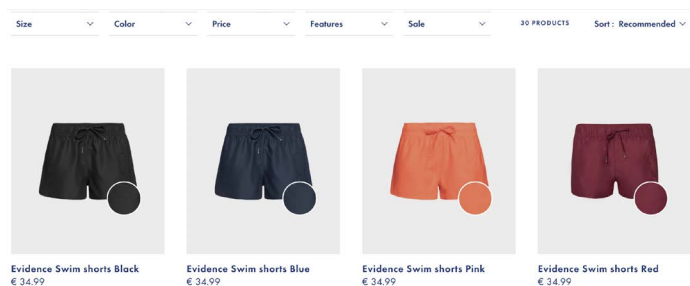 Size
Color
Price
Features
Sale
30 PRODUCTS
Sort : Recommended
Evidence Swim shorts Black
€ 34.99
Evidence Swim shorts Blue
€ 34.99
Evidence Swim shorts Pink
€ 34.99
Evidence Swim shorts Red
€ 34.99